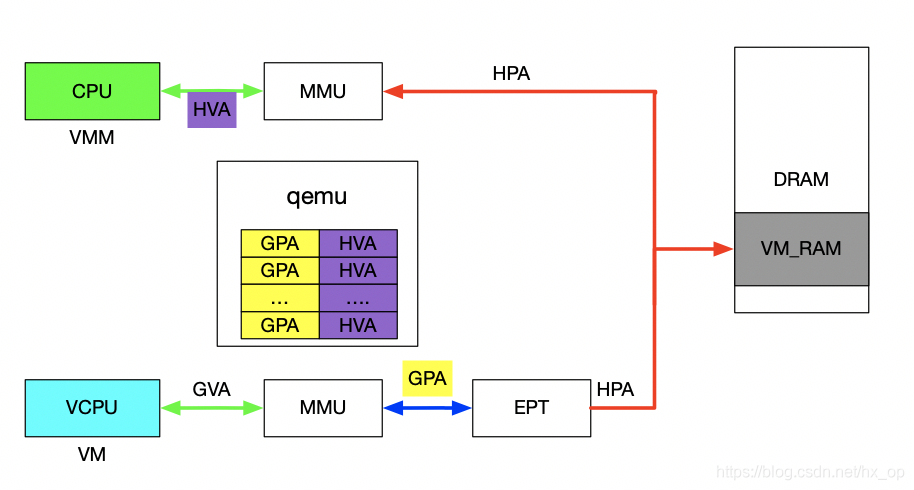 CPU
HVA
MMU
HPA
VMM
qemu
GPA HVA
GPA HVA
... ....
GPA HVA
DRAM
VM_RAM
VCPU
GVA
MMU
GPA
EPT
HPA
VM
https://blog.csdn.net/hx_op